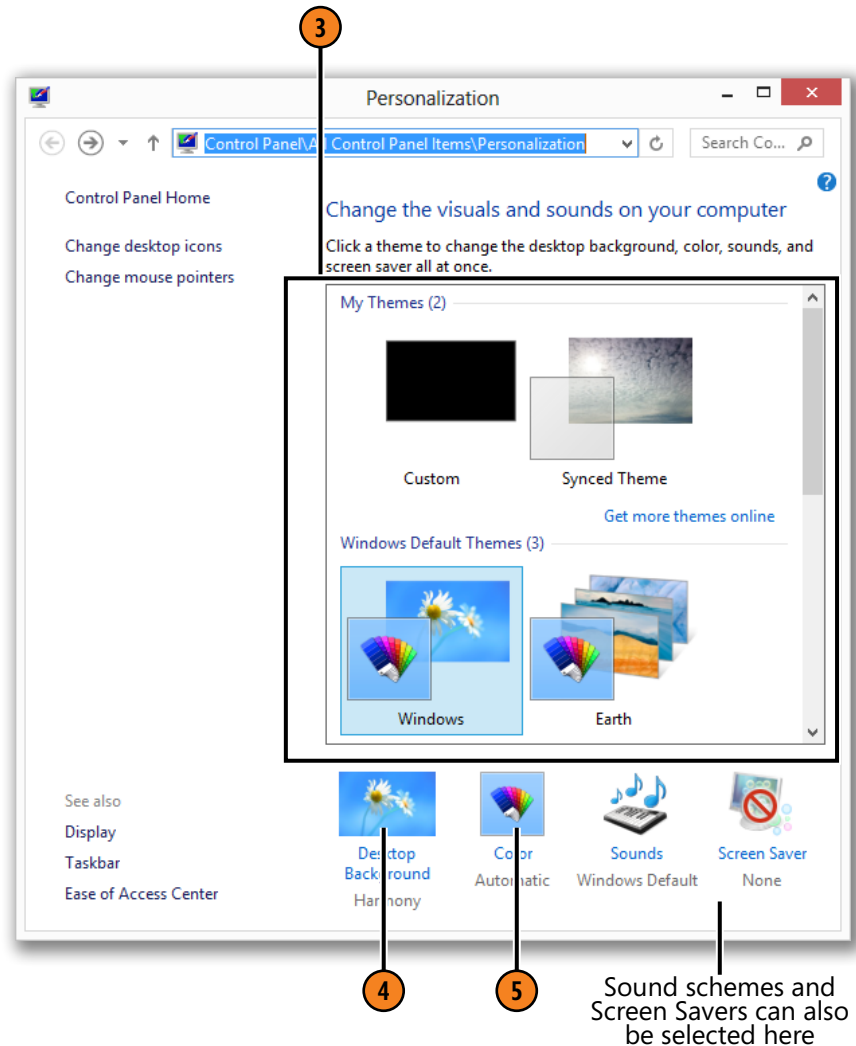 3
Personalization
Control Panel\All Control Panel Items\Personalization
Search Co...
Control Panel Home
Change desktop icons
Change mouse pointers
Change the visuals and sounds on your computer
Click a theme to change the desktop background, color, sounds, and
screen saver all at once.
My Themes (2)
Custom
Synced Theme
Get more themes online
Windows Default Themes (3)
Windows
Earth
See also
Display
Taskbar
Ease of Access Center
Desktop
Background
Harmony
Color
Automatic
Sounds
Windows Default
Screen Saver
None
4
5
Sound schemes and
Screen Savers can also
be selected here